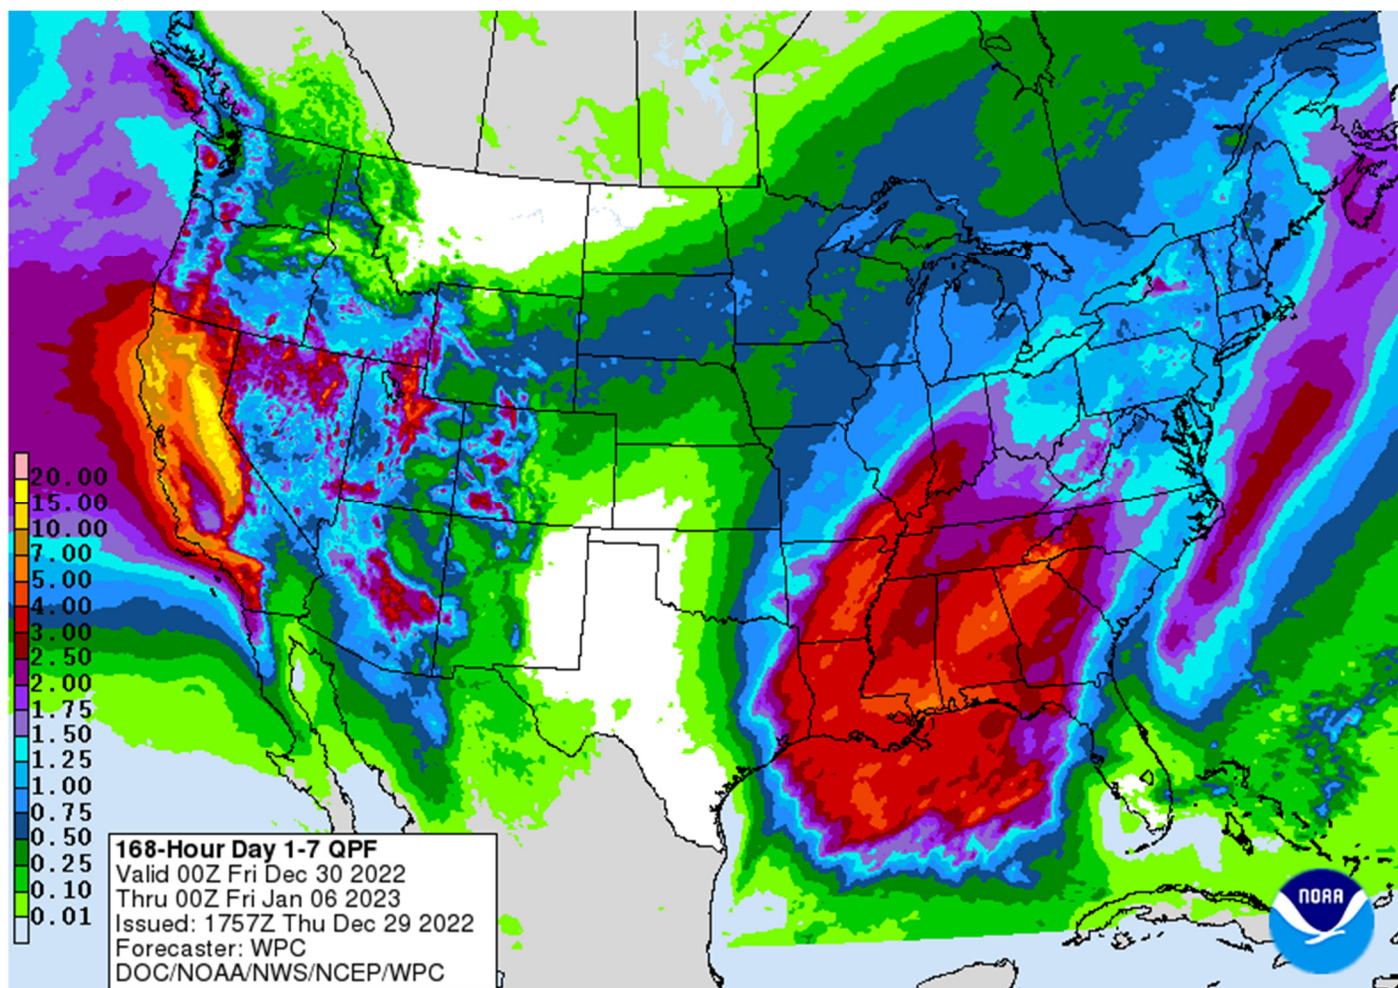 20.00
15.00
10.00
7.00
5.00
4.00
3.00
2.50
2.00
1.75
1.50
1.25
1.00
0.75
0.50
0.25
0.10
0.01
168-Hour Day 1-7 QPF
Valid 00Z Fri Dec 30 2022
Thru 00Z Fri Jan 06 2023
Issued: 1757Z Thu Dec 29 2022
Forecaster: WPC
DOC/NOAA/NWS/NCEP/WPC
NOAA